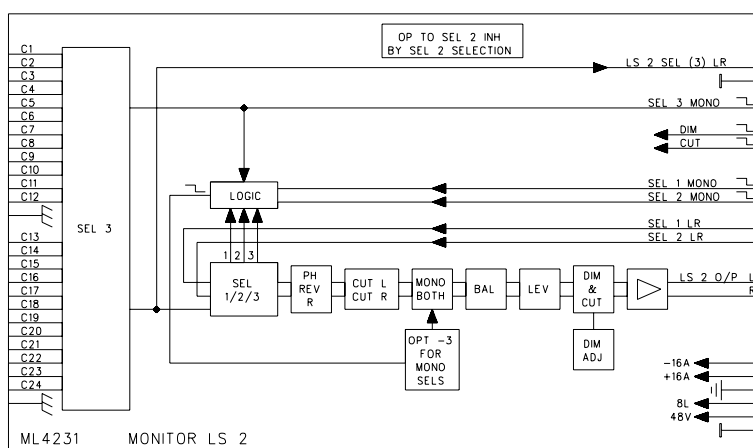 OP TO SEL 2 INH
BY SEL 2 SELECTION
C1
C2
C3
C4
C5
C6
C7
C8
C9
C10
C11
C12
C13
C14
C15
C16
C17
C18
C19
C20
C21
C22
C23
C24
SEL 3
LS 2 SEL (3) LR
SEL 3 MONO
DIM
CUT
LOGIC
SEL 1 MONO
SEL 2 MONO
SEL 1 LR
SEL 2 LR
1 2 3
SEL
1/2/3
PH
REV
R
CUT L
CUT R
MONO
BOTH
BAL
LEV
DIM
&
CUT
LS 2 O/P L
R
OPT -3
FOR
MONO
SELS
DIM
ADJ
-16A
+16A
8L
48V
ML4231 MONITOR LS 2